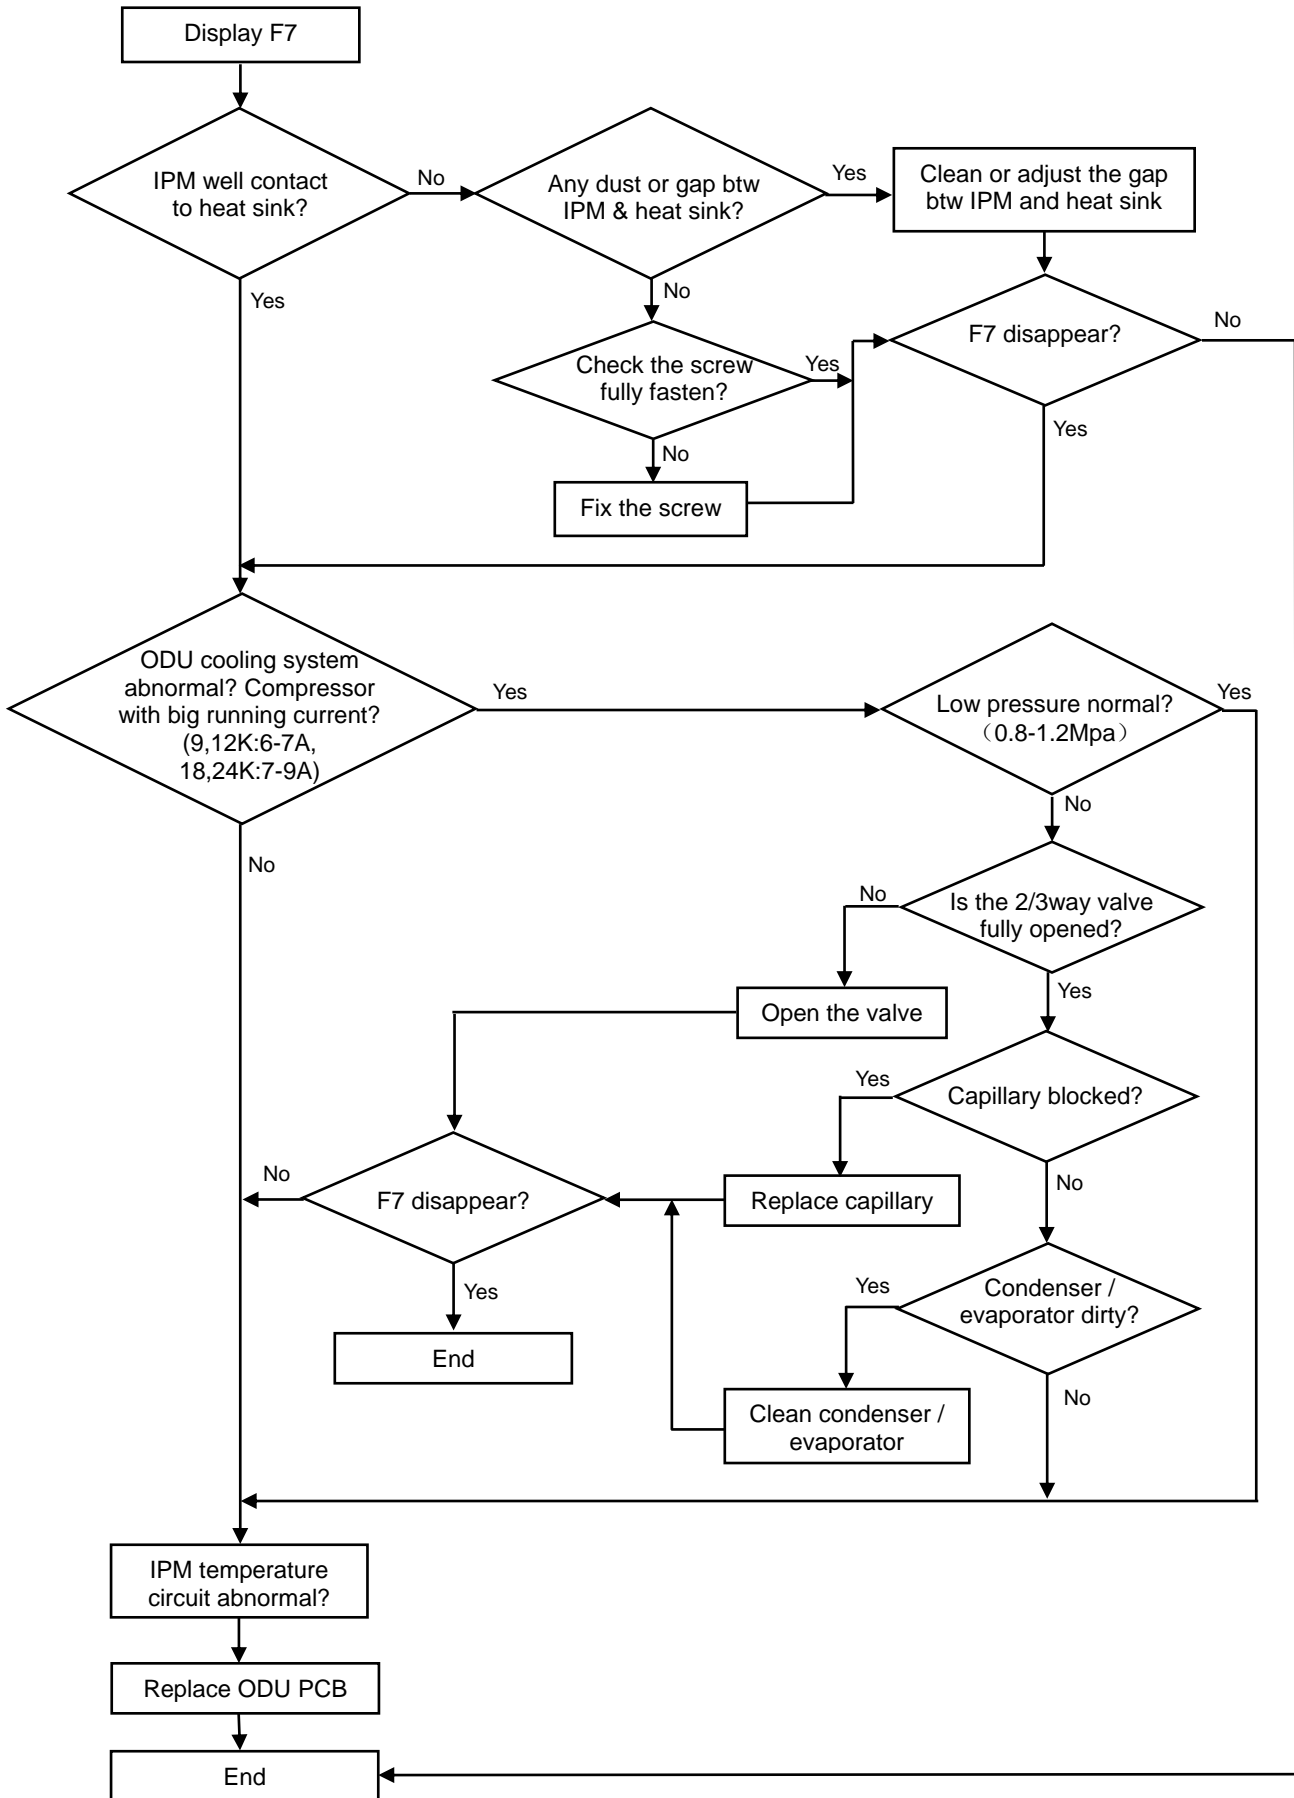 Display F7
IPM well contact
to heat sink?
No
Any dust or gap btw
IPM & heat sink?
Yes
Clean or adjust the gap
btw IPM and heat sink
Yes
No
F7 disappear?
No
Check the screw
fully fasten?
Yes
Yes
No
Fix the screw
ODU cooling system
abnormal? Compressor
with big running current?
(9,12K:6-7A,
18,24K:7-9A)
Yes
Low pressure normal?
（0.8-1.2Mpa）
Yes
No
No
No
Is the 2/3way valve
fully opened?
Yes
Open the valve
Yes
Capillary blocked?
No
F7 disappear?
Replace capillary
No
Yes
Yes
Condenser /
evaporator dirty?
End
No
Clean condenser /
evaporator
IPM temperature
circuit abnormal?
Replace ODU PCB
End